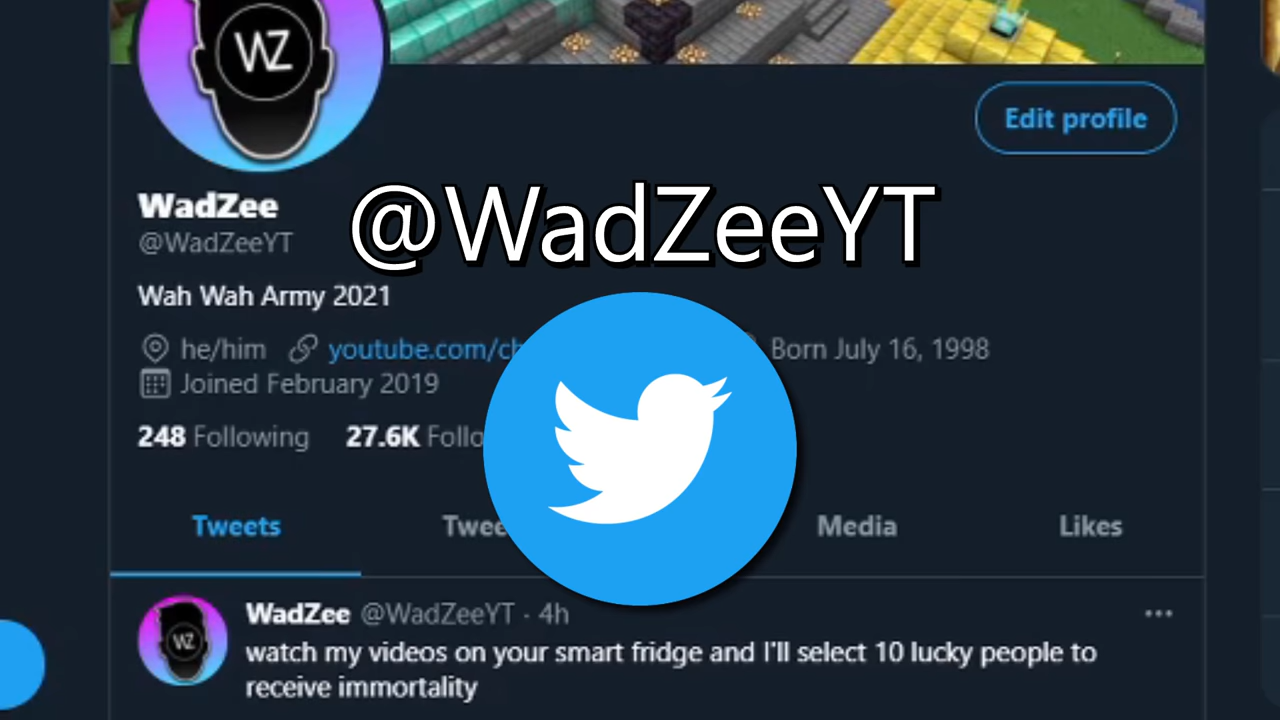 WZ
Edit profile
@WadZeeYT
WadZee
@WadZeeYT
Wah Wah Army 2021
he/him youtube.com/ch Born July 16, 1998
Joined February 2019
248 Following 27.6K Follo
Tweets Twee Media Likes
WadZee @WadZeeYT · 4h
WZ
watch my videos on your smart fridge and I'll select 10 lucky people to
receive immortality